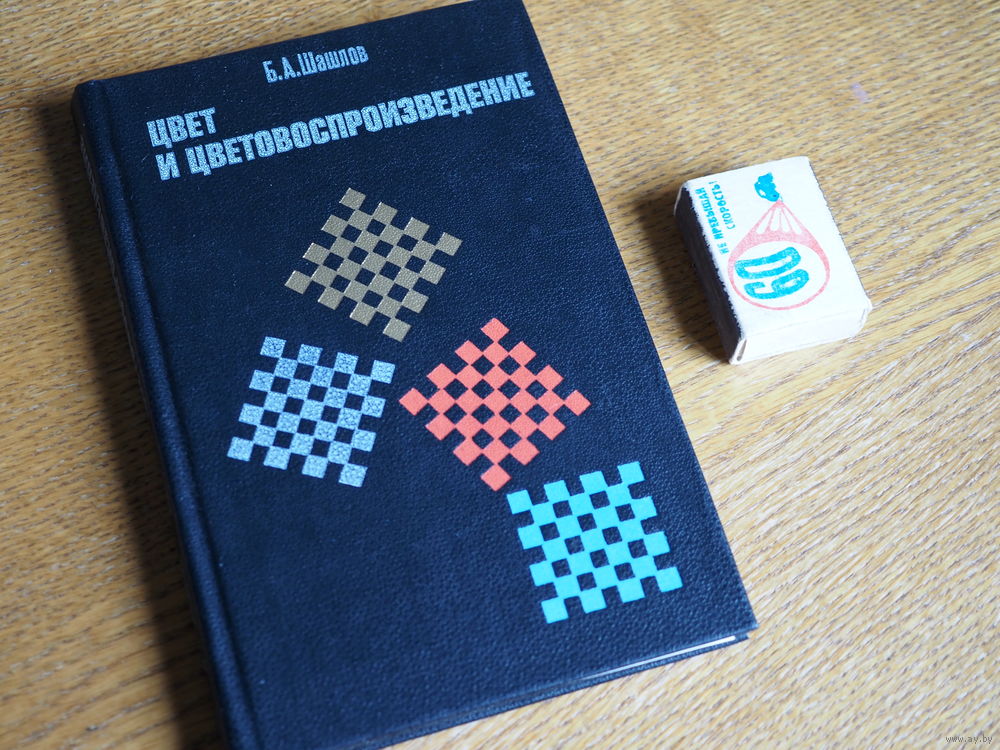 Б.А.Шашлов
ЦВЕТ
И ЦВЕТОВОСПРОИЗВЕДЕНИЕ
НЕ ПРЕВЫШАЙ
СКОРОСТЬ!
60
www.ay.by